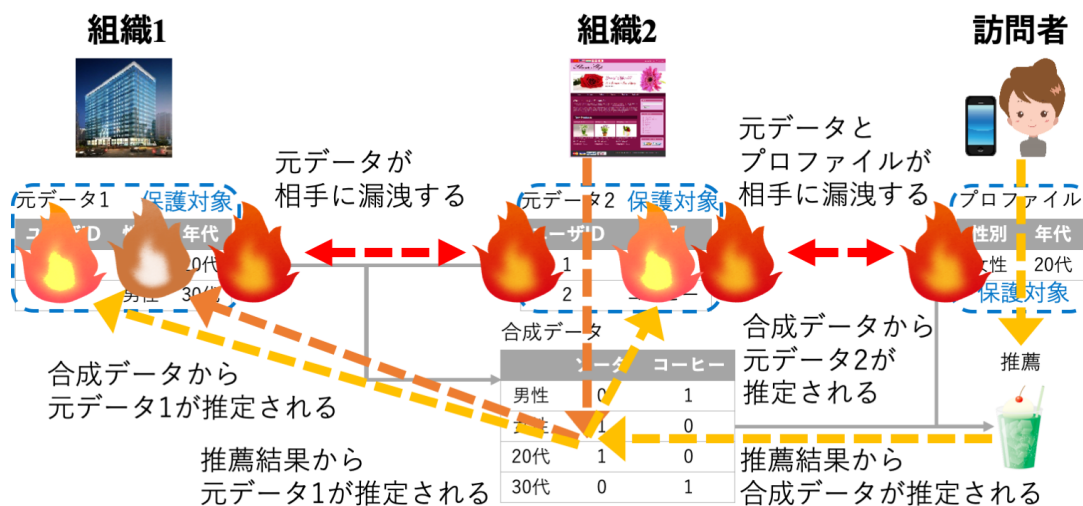 組織1
組織2
訪問者
元データが
相手に漏洩する
元データと
プロファイルが
相手に漏洩する
元データ1 保護対象
年代
20代
男性 30代
元データ2 保護対象
1
2
プロファイル
性別 年代
女性 20代
保護対象
合成データ
ソーダ コーヒー
男性 0 1
女性 1 0
20代 1 0
30代 0 1
合成データから
元データ1が推定される
合成データから
元データ2が
推定される
推薦
推薦結果から
元データ1が推定される
推薦結果から
合成データが推定される